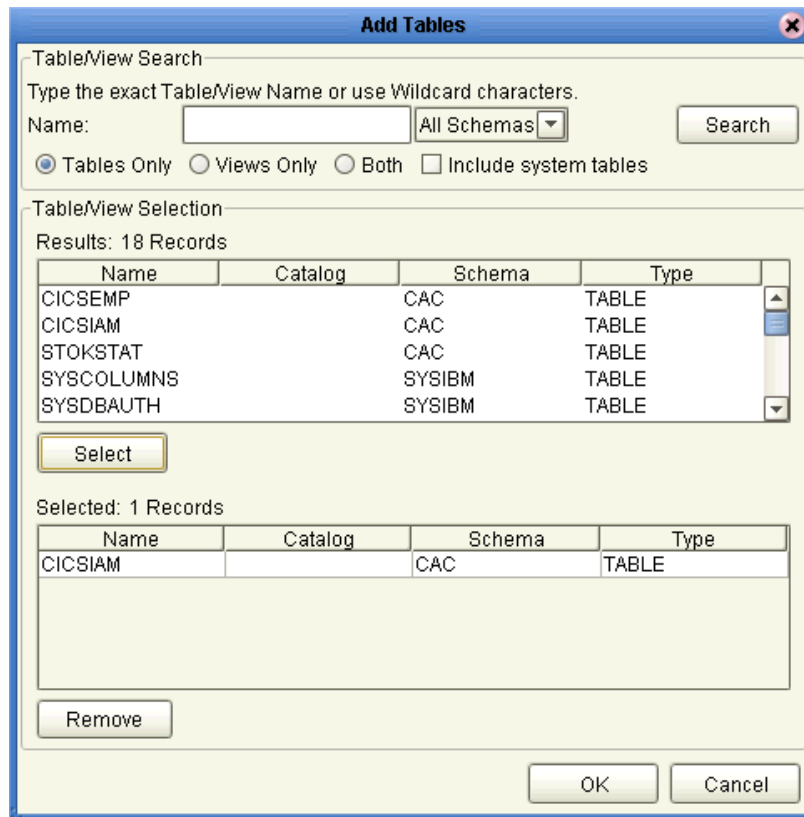 Add Tables
Table/View Search
Type the exact Table/View Name or use Wildcard characters.
Name: All Schemas Search
Tables Only Views Only Both Include system tables
Table/View Selection
Results: 18 Records
Name Catalog Schema Type
CICSEMP CAC TABLE
CICSIAM CAC TABLE
STOKSTAT CAC TABLE
SYSCOLUMNS SYSIBM TABLE
SYSDBAUTH SYSIBM TABLE
Select
Selected: 1 Records
Name Catalog Schema Type
CICSIAM CAC TABLE
Remove
OK Cancel